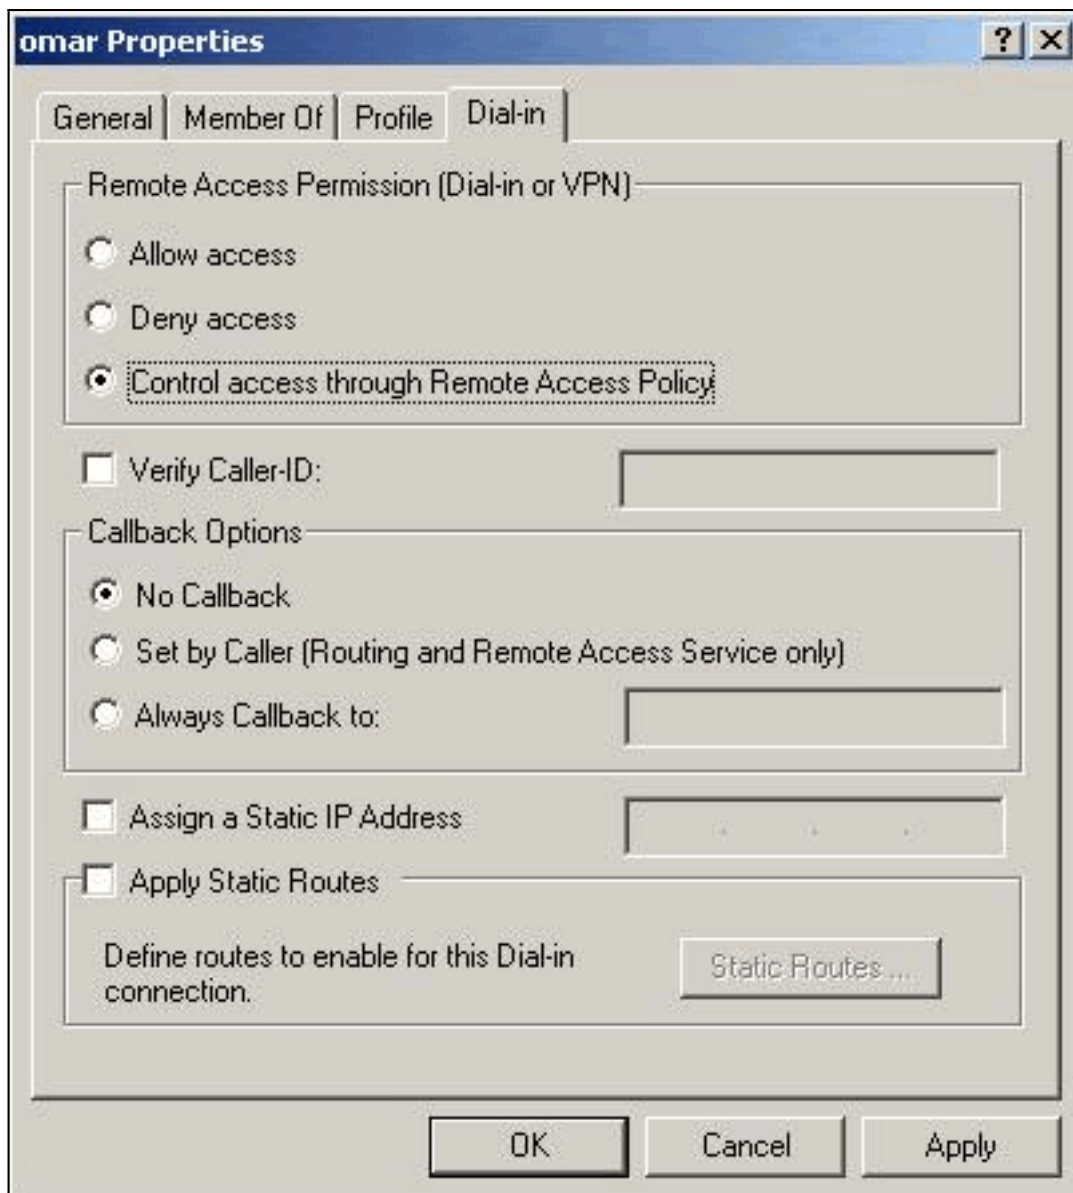 omar Properties
General Member Of Profile Dial-in
Remote Access Permission (Dial-in or VPN)
Allow access
Deny access
Control access through Remote Access Policy
Verify Caller-ID:
Callback Options
No Callback
Set by Caller (Routing and Remote Access Service only)
Always Callback to:
Assign a Static IP Address
Apply Static Routes
Define routes to enable for this Dial-in
connection.
Static Routes ...
OK Cancel Apply